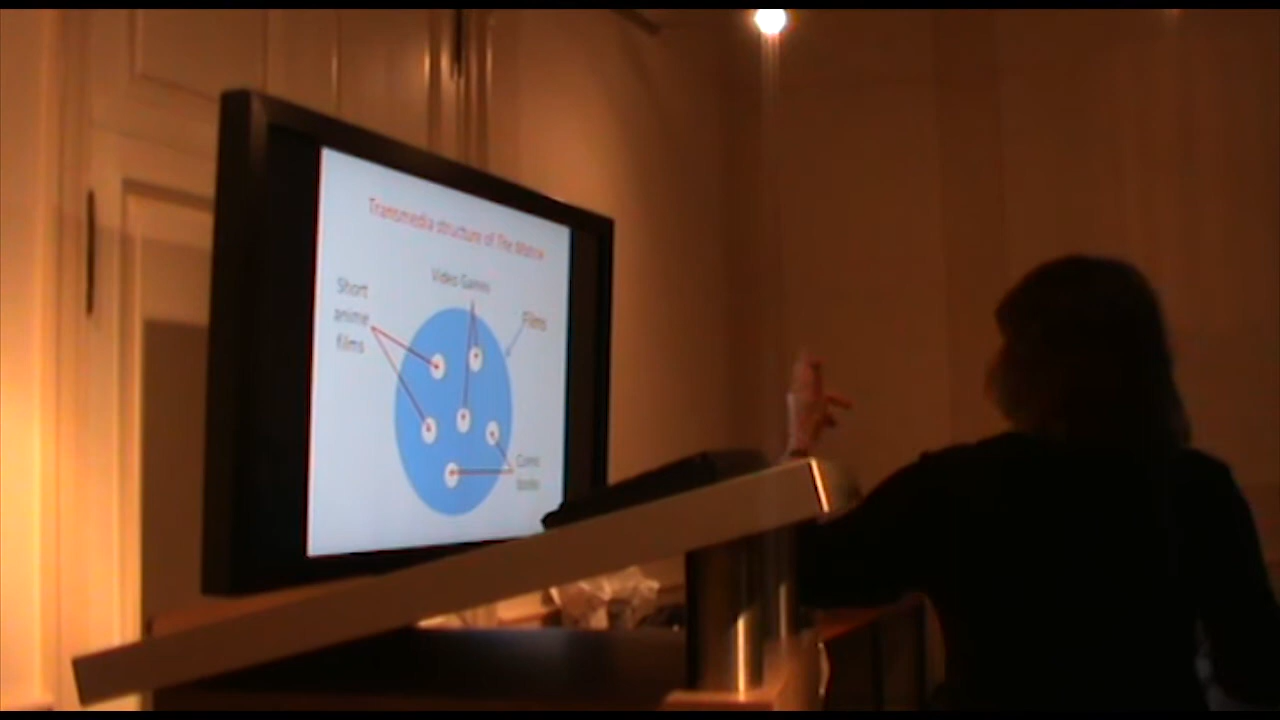 Transmedia structure of The Matrix
Video Games
Short
anime
films
Films
Comic
books